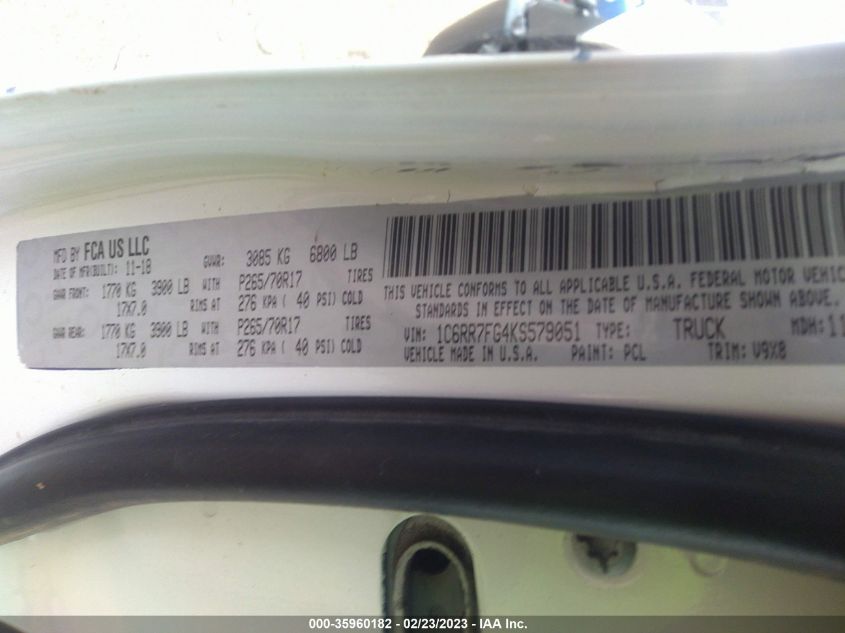 MFD BY FCA US LLC
DATE OF MFR(BUILT): 11-18 GVWR: 3085 KG 6800 LB
GAWR FRONT: 1770 KG 3900 LB WITH P265/70R17 TIRES
17X7.0 RIMS AT 276 KPA ( 40 PSI) COLD
GAWR REAR: 1770 KG 3900 LB WITH P265/70R17 TIRES
17X7.0 RIMS AT 276 KPA ( 40 PSI) COLD
THIS VEHICLE CONFORMS TO ALL APPLICABLE U.S.A. FEDERAL MOTOR VEHIC
STANDARDS IN EFFECT ON THE DATE OF MANUFACTURE SHOWN ABOVE.
VIN: 1C6RR7FG4KS579051 TYPE: TRUCK MDH: 11
VEHICLE MADE IN U.S.A. PAINT: PCL TRIM: V9X8
000-35960182 - 02/23/2023 - IAA Inc.